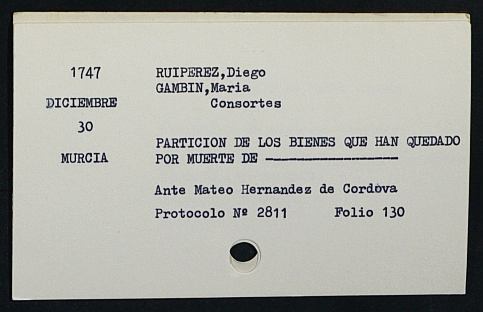 1747
DICIEMBRE
30
MURCIA
RUIPEREZ,Diego
GAMBIN,Maria
Consortes
PARTICION DE LOS BIENES QUE HAN QUEDADO
POR MUERTE DE -----------------
Ante Mateo Hernandez de Cordova
Protocolo Nº 2811 Folio 130